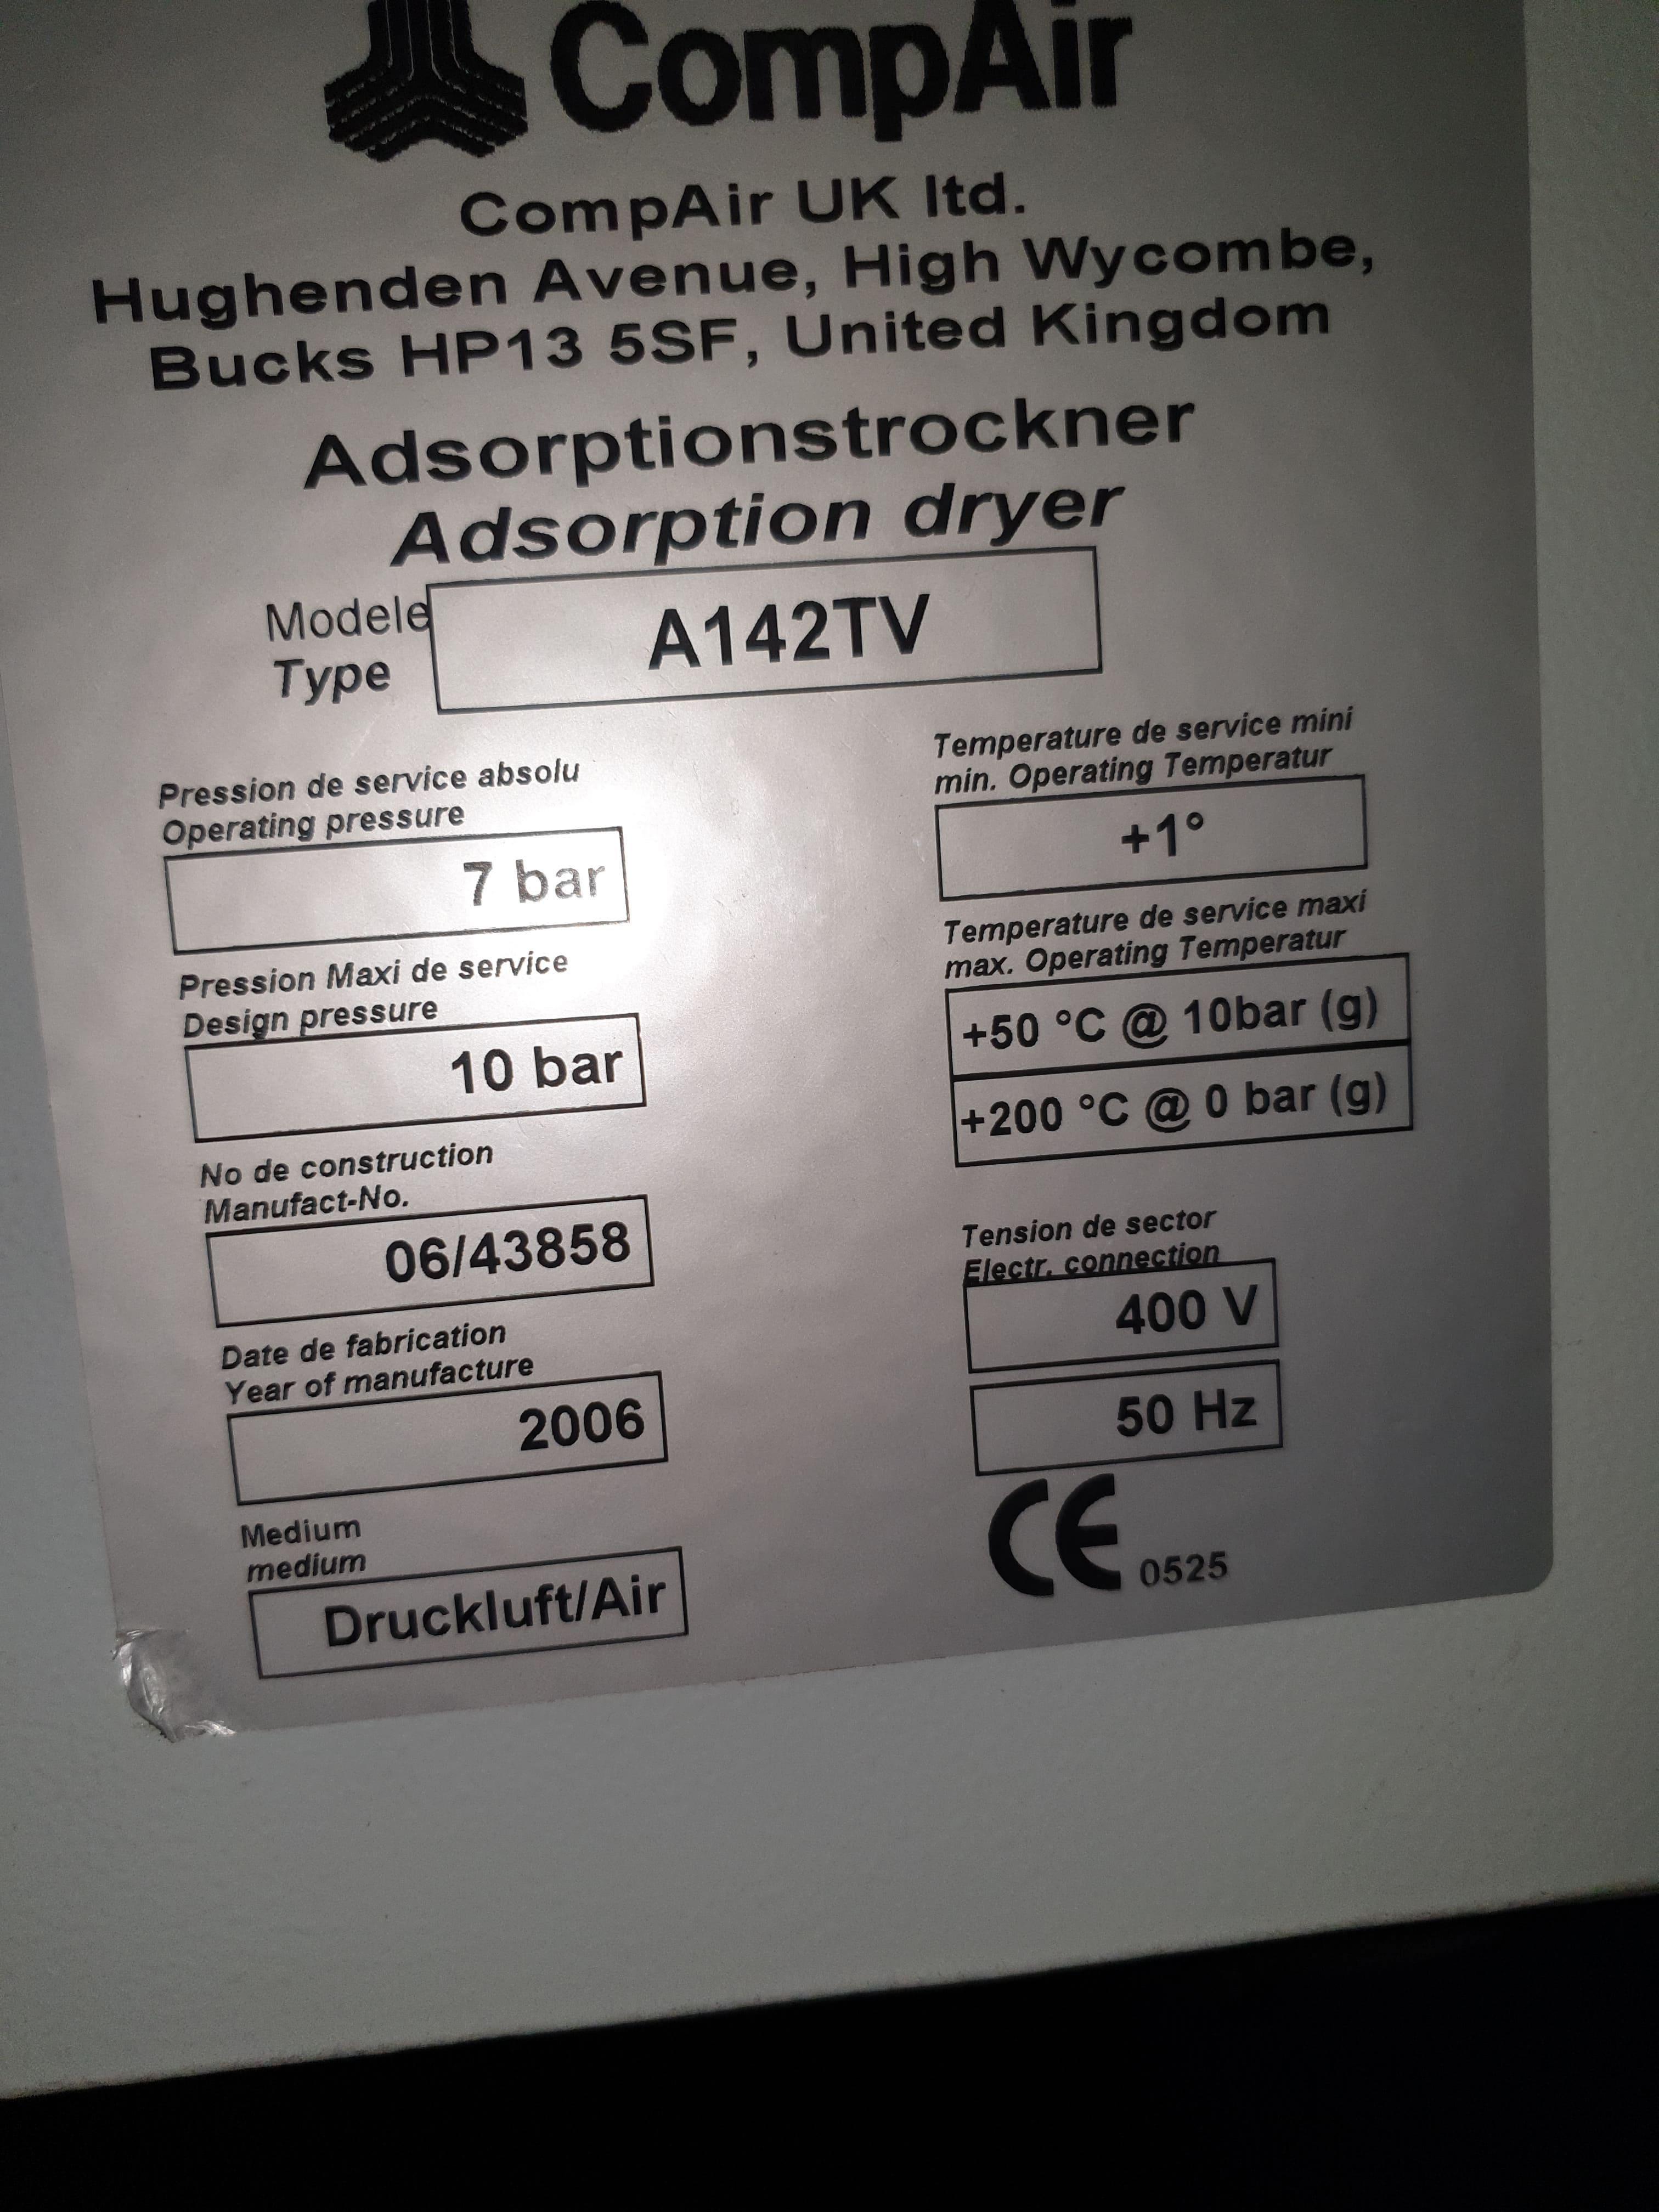 CompAir
CompAir UK ltd.
Hughenden Avenue, High Wycombe,
Bucks HP13 5SF, United Kingdom
Adsorptionstrockner
Adsorption dryer
Modele
Type
A142TV
Pression de service absolu
Operating pressure
7 bar
Pression Maxi de service
Design pressure
10 bar
No de construction
Manufact-No.
06/43858
Date de fabrication
Year of manufacture
2006
Medium
medium
Druckluft/Air
Temperature de service mini
min. Operating Temperatur
+1°
Temperature de service maxi
max. Operating Temperatur
+50 °C @ 10bar (g)
+200 °C @ 0 bar (g)
Tension de sector
Electr. connection
400 V
50 Hz
CE 0525